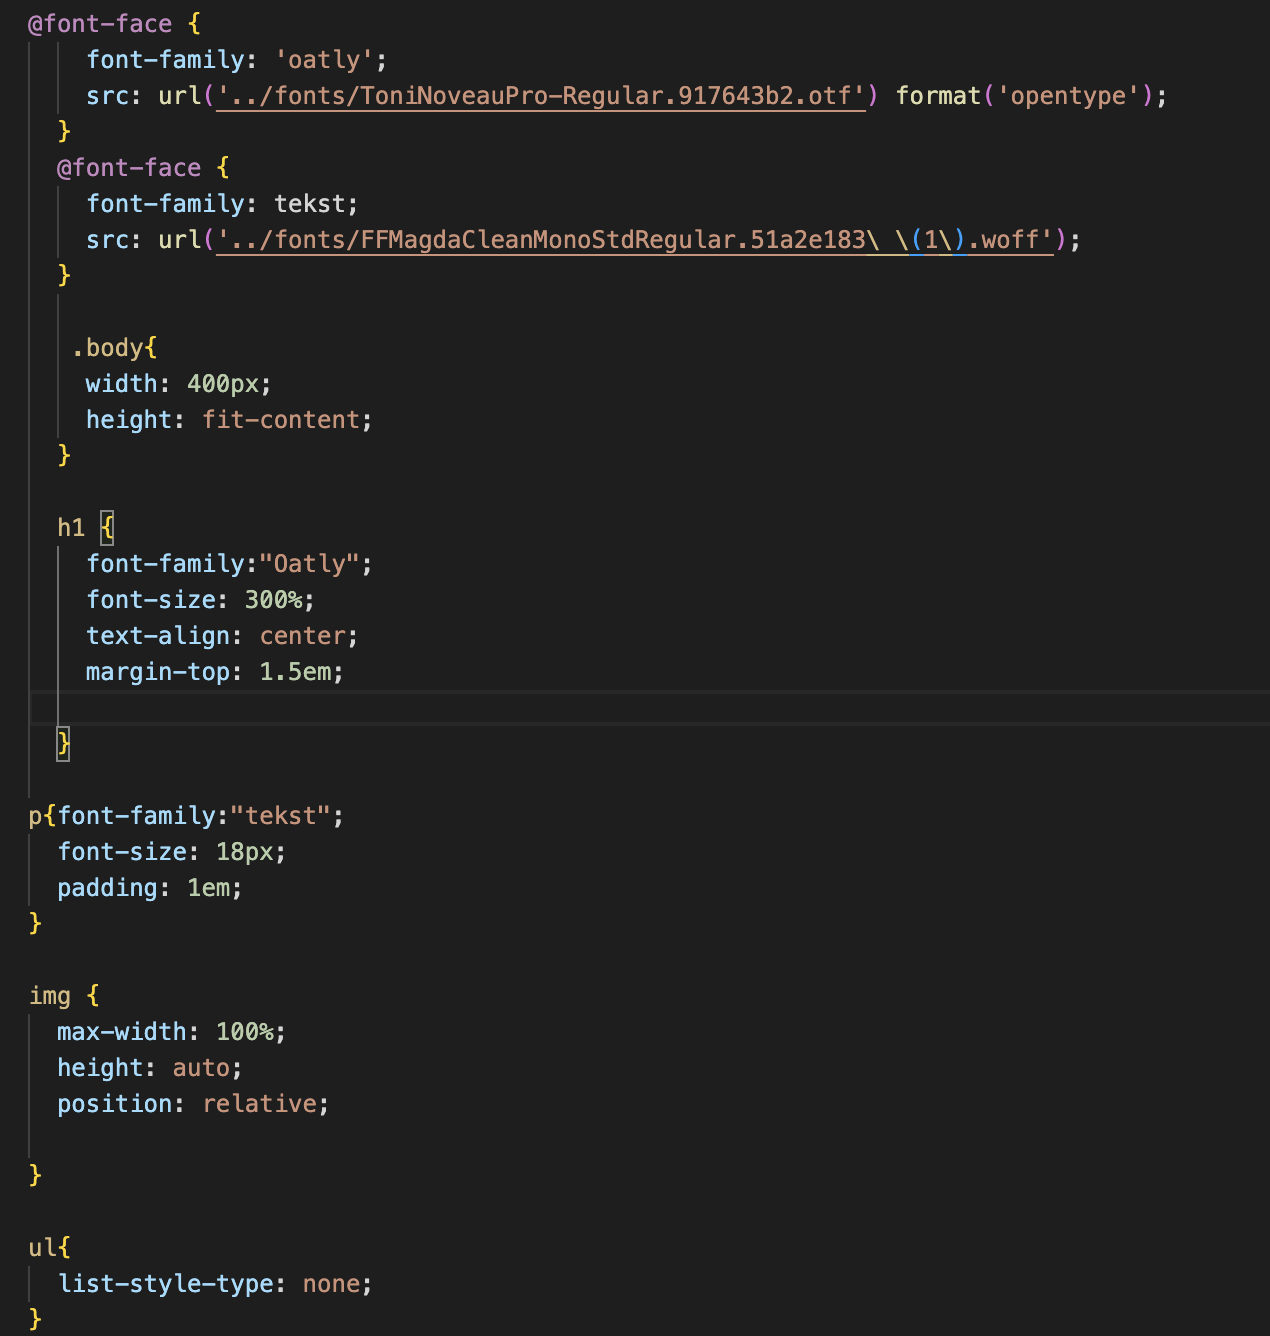 @font-face {
    font-family: 'oatly';
    src: url('../fonts/ToniNoveauPro-Regular.917643b2.otf') format('opentype');
  }
  @font-face {
    font-family: tekst;
    src: url('../fonts/FFMagdaCleanMonoStdRegular.51a2e183\ \(1\).woff');
  }
   .body{
    width: 400px;
    height: fit-content;
  }
  h1 {
    font-family:"Oatly";
    font-size: 300%;
    text-align: center;
    margin-top: 1.5em;
  }
p{font-family:"tekst";
  font-size: 18px;
  padding: 1em;
}
img {
  max-width: 100%;
  height: auto;
  position: relative;
}
ul{
  list-style-type: none;
}